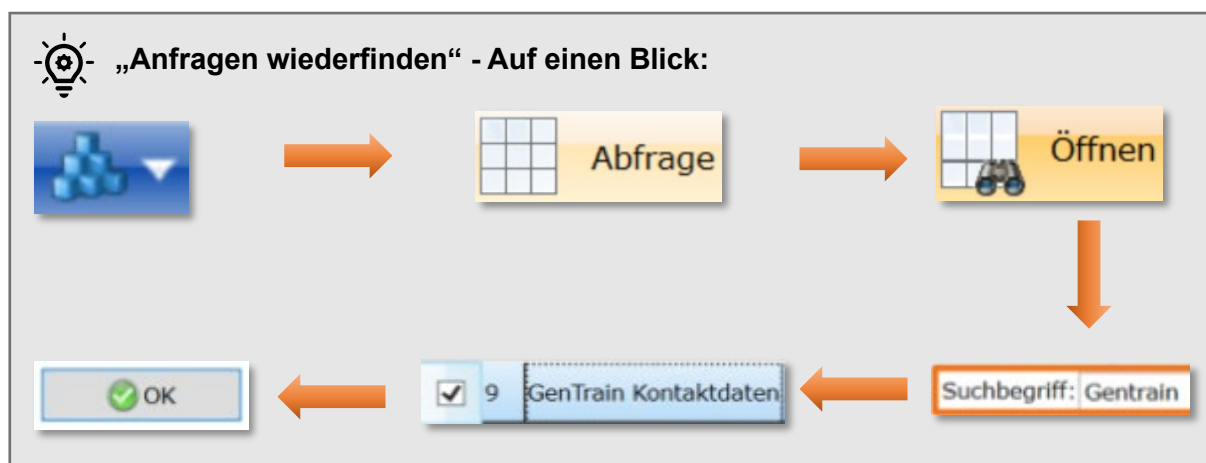 „Anfragen wiederfinden“ - Auf einen Blick:
Abfrage
Öffnen
Suchbegriff: Gentrain
9 GenTrain Kontaktdaten
OK